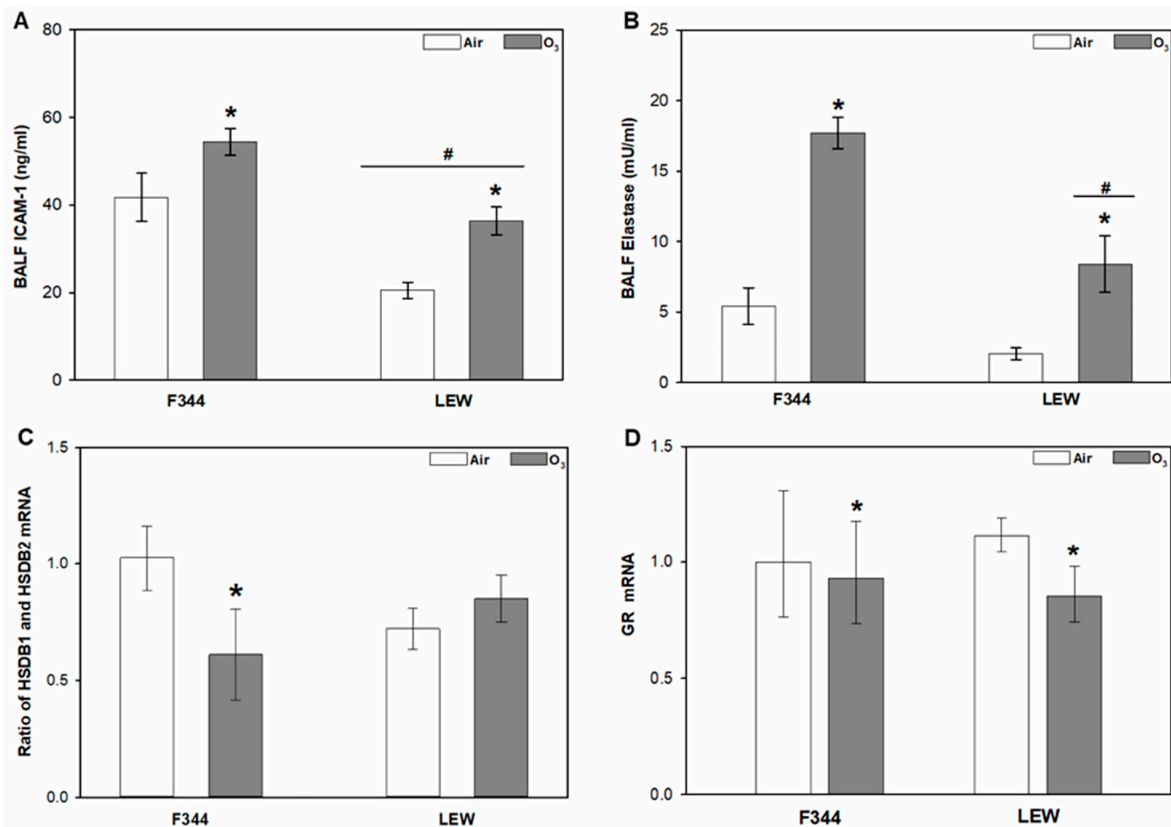 A
80
60
40
20
0
BALF ICAM-1 (ng/ml)
Air O₃
*
#
*
F344 LEW
B
25
20
15
10
5
0
BALF Elastase (mU/ml)
Air O₃
*
#
*
F344 LEW
C
1.5
1.0
0.5
0.0
Ratio of HSDB1 and HSDB2 mRNA
Air O₃
*
F344 LEW
D
1.5
1.0
0.5
0.0
GR mRNA
Air O₃
*
*
F344 LEW